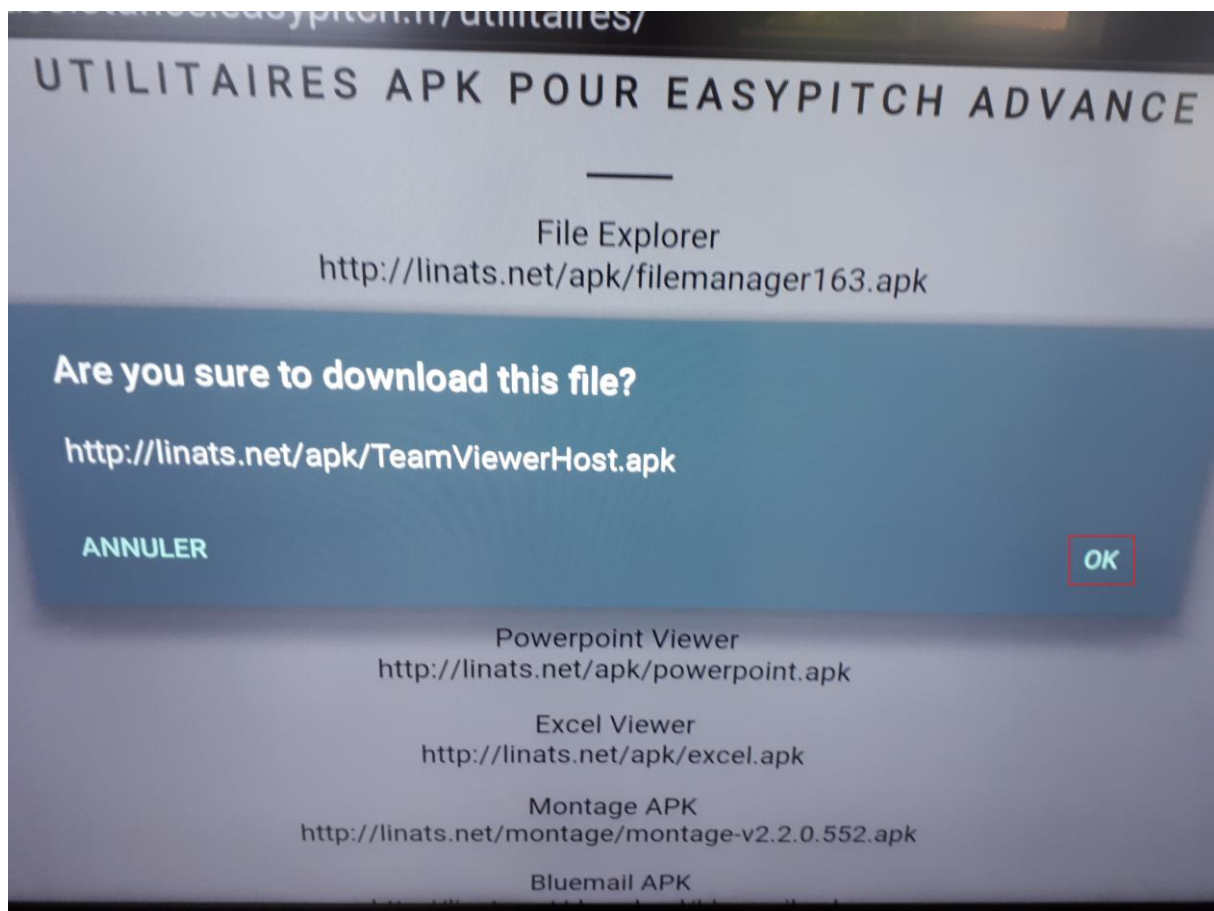 easypitch.fr/utilitaires/
UTILITAIRES APK POUR EASYPITCH ADVANCE
File Explorer
http://linats.net/apk/filemanager163.apk
Are you sure to download this file?
http://linats.net/apk/TeamViewerHost.apk
ANNULER
OK
Powerpoint Viewer
http://linats.net/apk/powerpoint.apk
Excel Viewer
http://linats.net/apk/excel.apk
Montage APK
http://linats.net/montage/montage-v2.2.0.552.apk
Bluemail APK